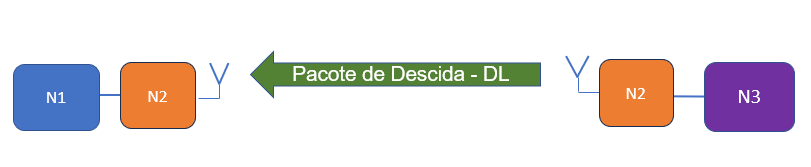 N1
N2
Pacote de Descida - DL
N2
N3